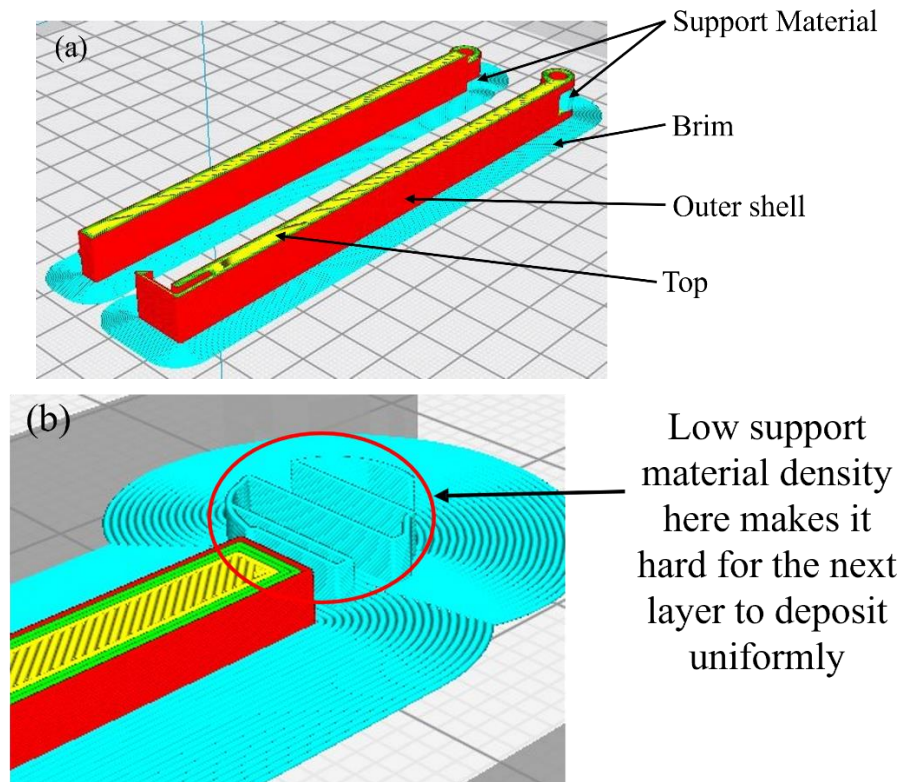 (a)
Support Material
Brim
Outer shell
Top
(b)
Low support
material density
here makes it
hard for the next
layer to deposit
uniformly